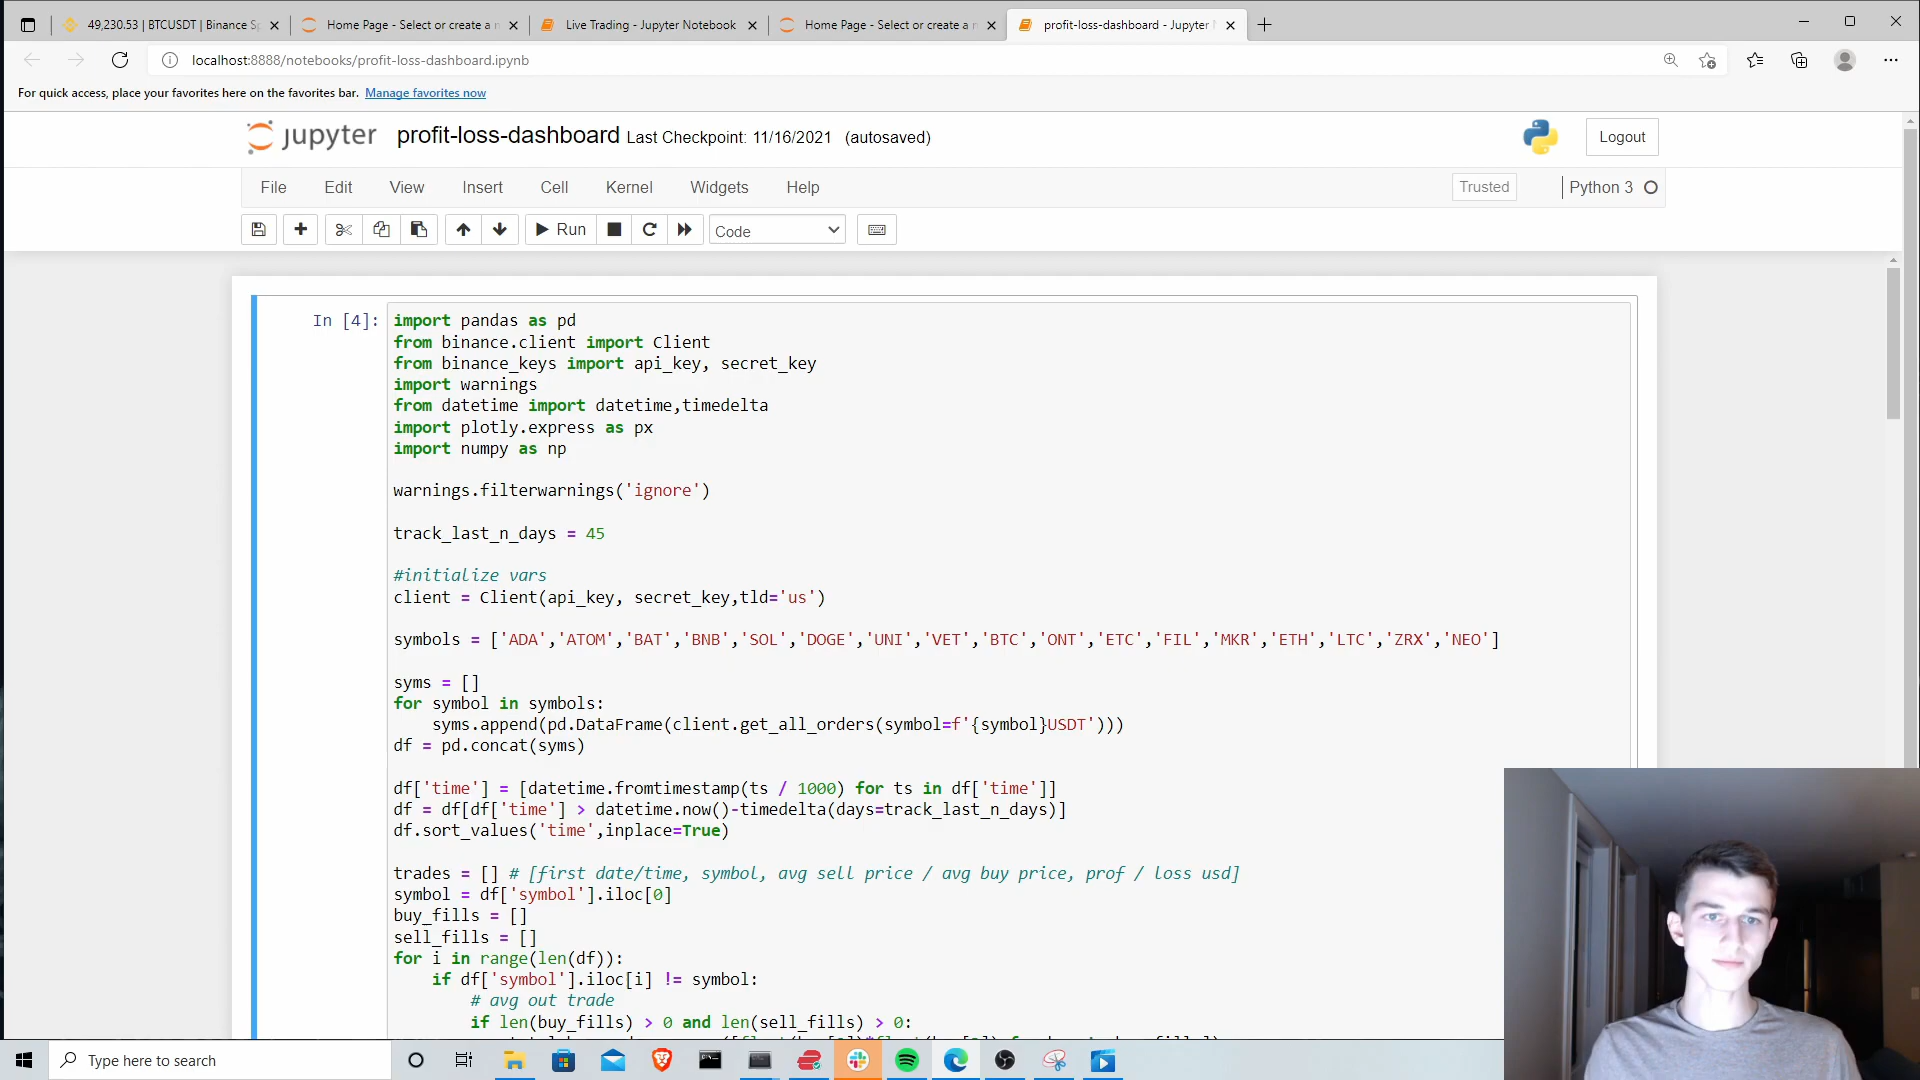 49,230.53 | BTCUSDT | Binance Sp
Home Page - Select or create a n
Live Trading - Jupyter Notebook
Home Page - Select or create a n
profit-loss-dashboard - Jupyter N
localhost:8888/notebooks/profit-loss-dashboard.ipynb
For quick access, place your favorites here on the favorites bar. Manage favorites now
jupyter profit-loss-dashboard Last Checkpoint: 11/16/2021 (autosaved)
Logout
File Edit View Insert Cell Kernel Widgets Help
Trusted
Python 3
Run
Code
In [4]:
import pandas as pd
from binance.client import Client
from binance_keys import api_key, secret_key
import warnings
from datetime import datetime,timedelta
import plotly.express as px
import numpy as np
warnings.filterwarnings('ignore')
track_last_n_days = 45
#initialize vars
client = Client(api_key, secret_key,tld='us')
symbols = ['ADA','ATOM','BAT','BNB','SOL','DOGE','UNI','VET','BTC','ONT','ETC','FIL','MKR','ETH','LTC','ZRX','NEO']
syms = []
for symbol in symbols:
    syms.append(pd.DataFrame(client.get_all_orders(symbol=f'{symbol}USDT')))
df = pd.concat(syms)
df['time'] = [datetime.fromtimestamp(ts / 1000) for ts in df['time']]
df = df[df['time'] > datetime.now()-timedelta(days=track_last_n_days)]
df.sort_values('time',inplace=True)
trades = [] # [first date/time, symbol, avg sell price / avg buy price, prof / loss usd]
symbol = df['symbol'].iloc[0]
buy_fills = []
sell_fills = []
for i in range(len(df)):
    if df['symbol'].iloc[i] != symbol:
        # avg out trade
        if len(buy_fills) > 0 and len(sell_fills) > 0:
Type here to search